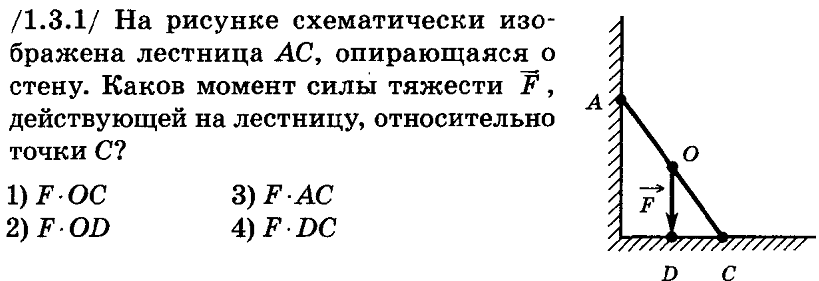 /1.3.1/ На рисунке схематически изо-
бражена лестница AC, опирающаяся о
стену. Каков момент силы тяжести F⃗ ,
действующей на лестницу, относительно
точки C?
1) F·OC 3) F·AC
2) F·OD 4) F·DC
A
O
F⃗
D C